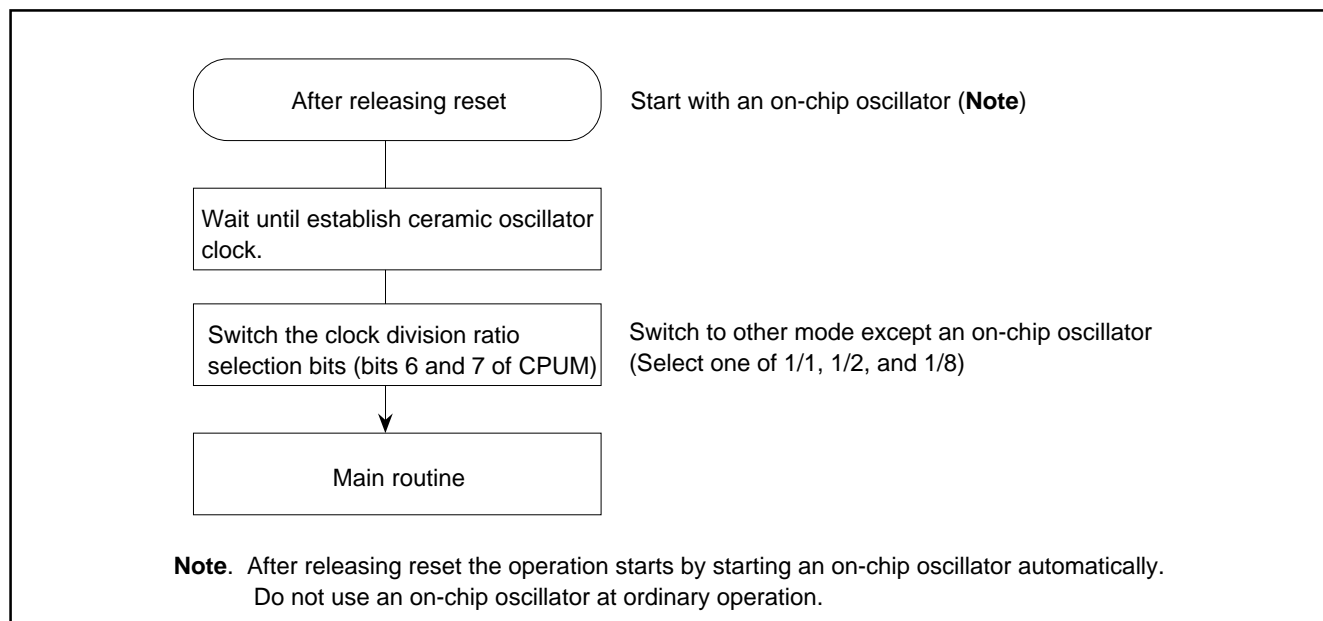 After releasing reset
Start with an on-chip oscillator (Note)
Wait until establish ceramic oscillator
clock.
Switch the clock division ratio
selection bits (bits 6 and 7 of CPUM)
Switch to other mode except an on-chip oscillator
(Select one of 1/1, 1/2, and 1/8)
Main routine
Note. After releasing reset the operation starts by starting an on-chip oscillator automatically.
Do not use an on-chip oscillator at ordinary operation.